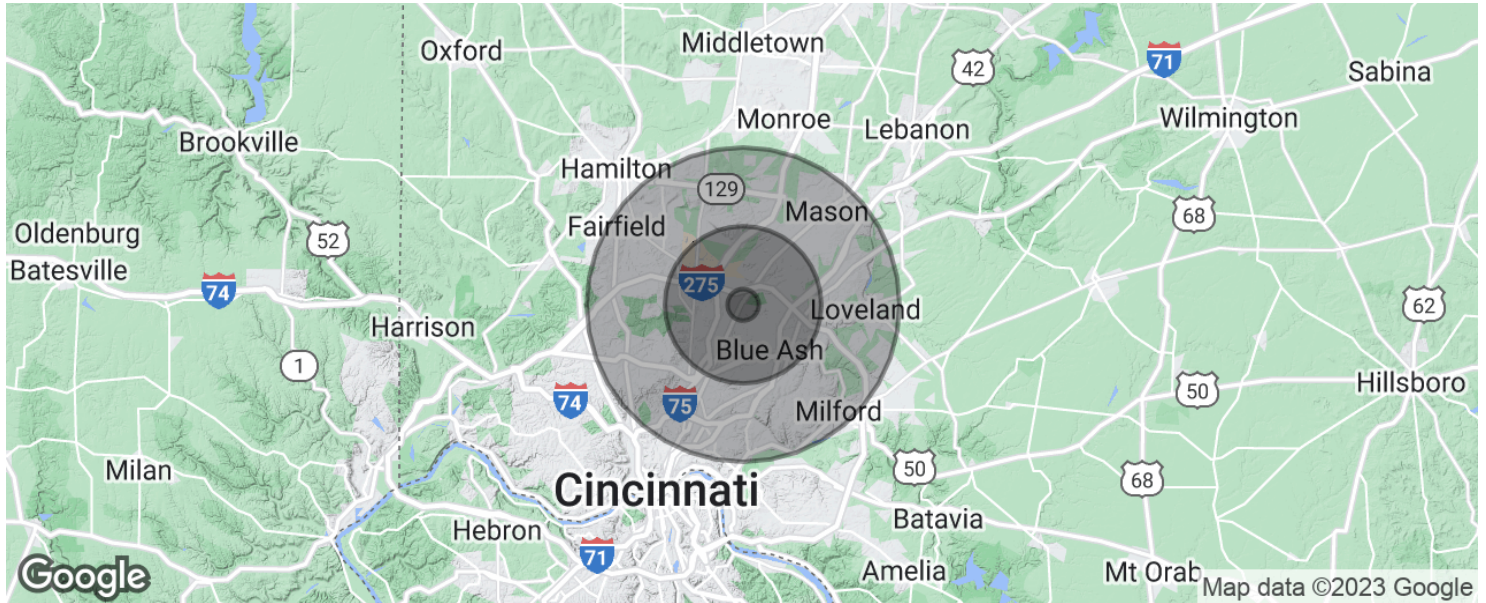 Oxford
Middletown
42
71
Sabina
Brookville
Monroe
Lebanon
Wilmington
Hamilton
129
Mason
68
Oldenburg
52
Fairfield
Batesville
74
275
Loveland
62
Harrison
Blue Ash
1
74
75
Milford
50
Hillsboro
Milan
Cincinnati
50
68
Hebron
71
Batavia
Amelia
Mt Orab
Google
Map data ©2023 Google